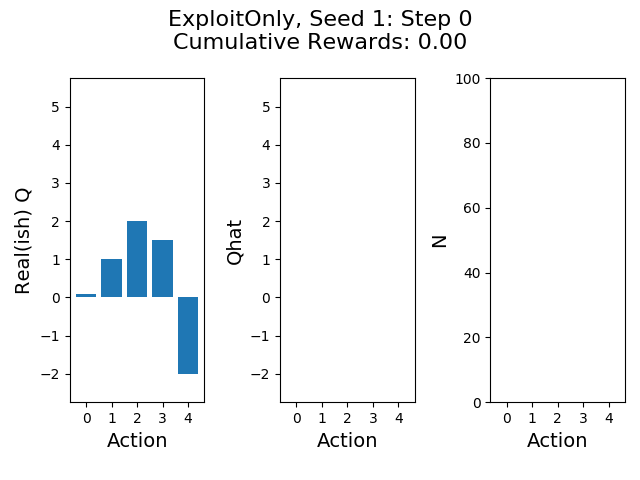 ExploitOnly, Seed 1: Step 0
Cumulative Rewards: 0.00
Real(ish) Q
5
4
3
2
1
0
−1
−2
0 1 2 3 4
Action
Qhat
5
4
3
2
1
0
−1
−2
0 1 2 3 4
Action
N
100
80
60
40
20
0
0 1 2 3 4
Action